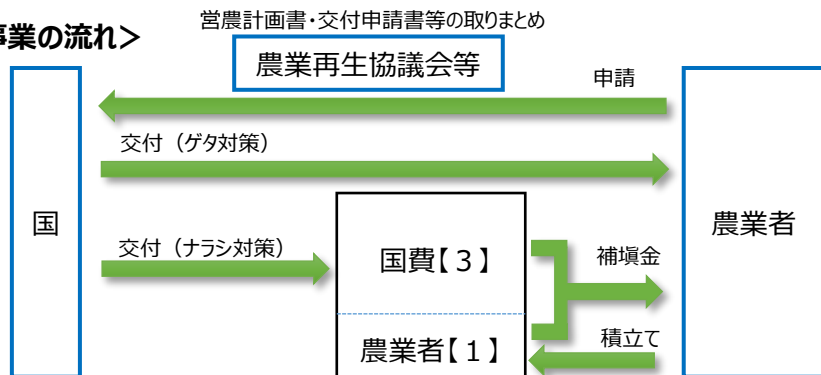 営農計画書・交付申請書等の取りまとめ
事業の流れ＞
農業再生協議会等
申請
交付（ゲタ対策）
国
農業者
交付（ナラシ対策）
国費【３】
補塡金
農業者【１】
積立て